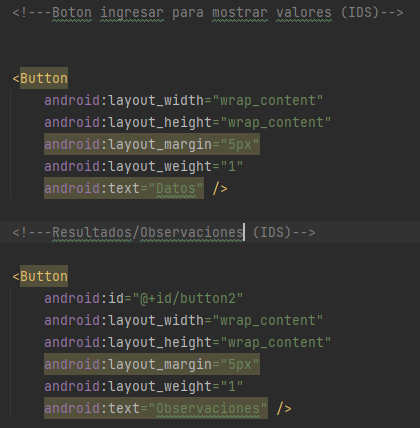 <!---Boton ingresar para mostrar valores (IDS)-->
<Button
android:layout_width="wrap_content"
android:layout_height="wrap_content"
android:layout_margin="5px"
android:layout_weight="1"
android:text="Datos" />
<!---Resultados/Observaciones (IDS)-->
<Button
android:id="@+id/button2"
android:layout_width="wrap_content"
android:layout_height="wrap_content"
android:layout_margin="5px"
android:layout_weight="1"
android:text="Observaciones" />